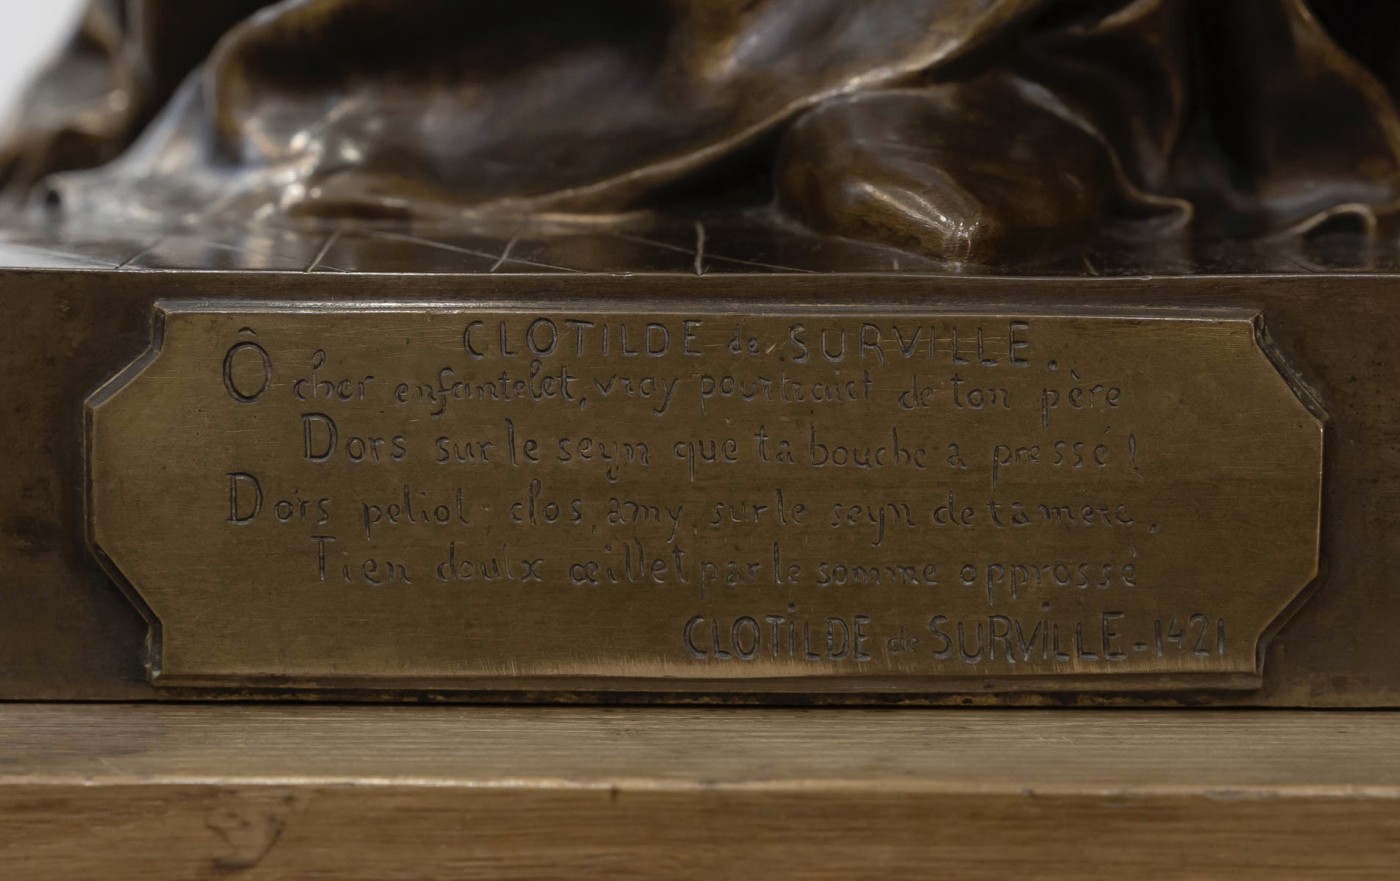 CLOTILDE de SURVILLE.
Ô cher enfantelet, vray pourtraict de ton père
Dors sur le seyn que ta bouche a pressé !
Dors petiot clos, amy, sur le seyn de ta mere,
Tien doulx œillet par le somme oppressé
CLOTILDE de SURVILLE - 1421